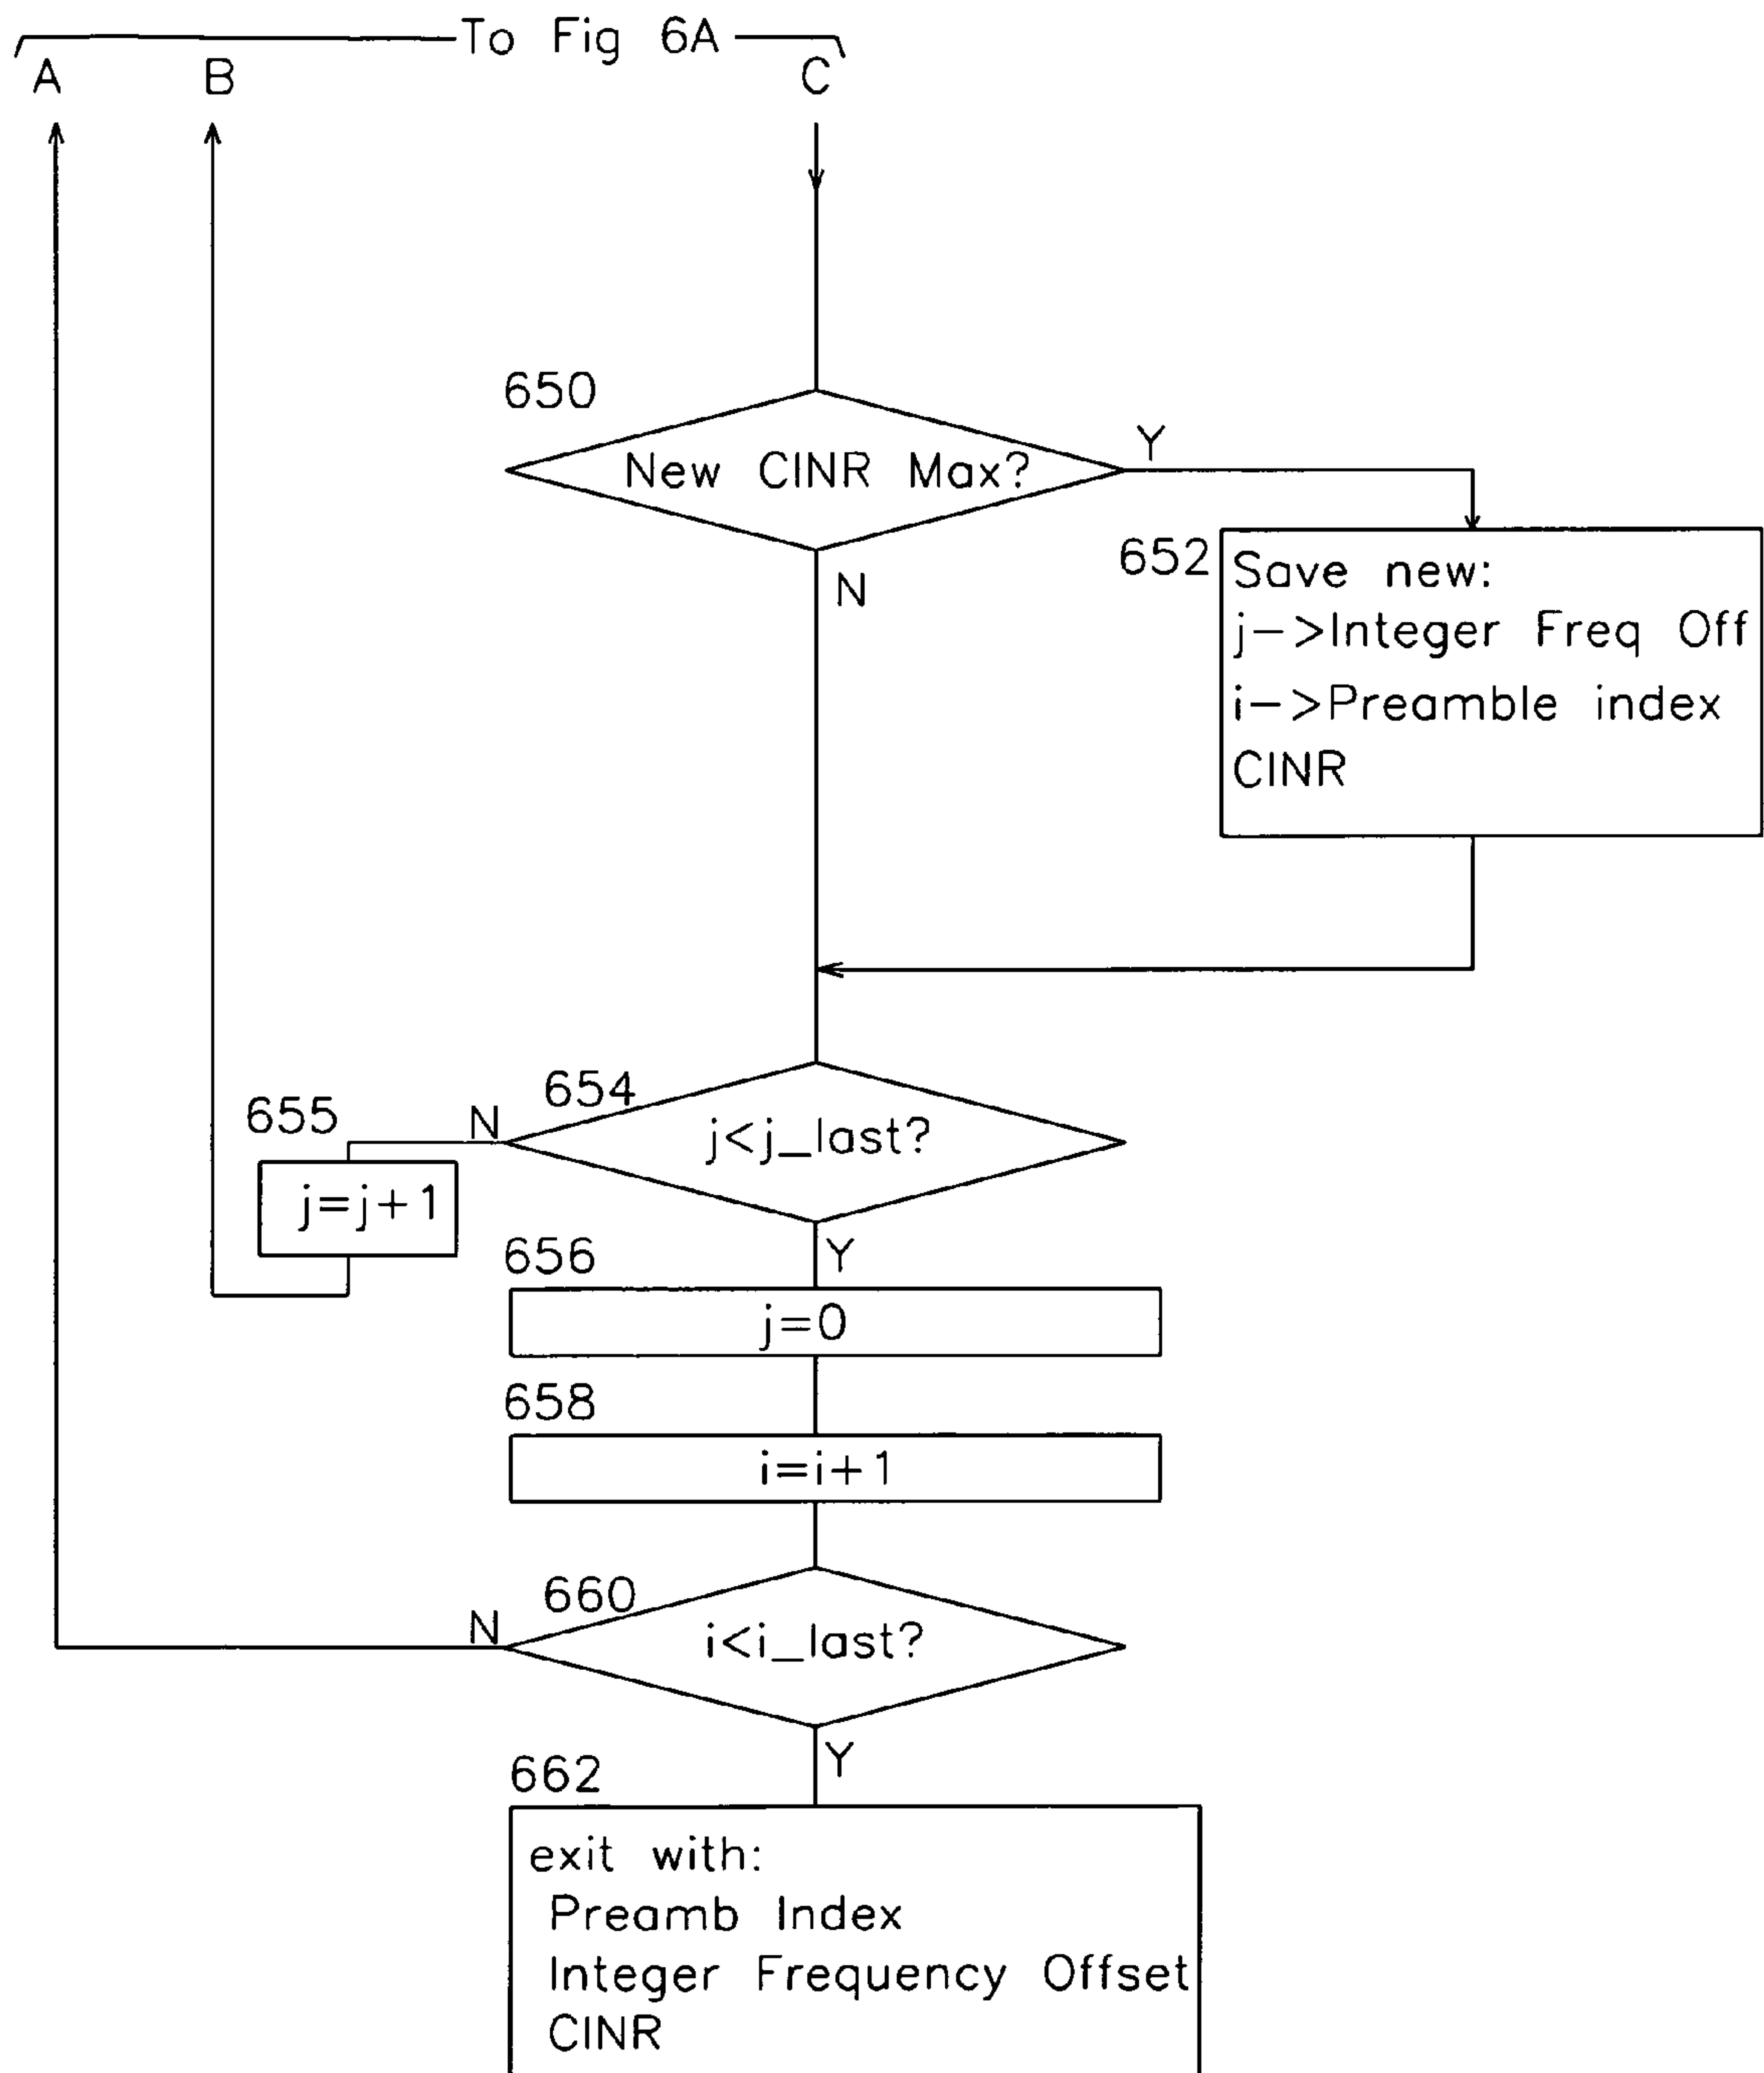 To Fig 6A
A B C
650
New CINR Max?
Y
N
652
Save new:
j->Integer Freq Off
i->Preamble index
CINR
654
j<j_last?
N
655
j=j+1
Y
656
j=0
658
i=i+1
660
i<i_last?
N
Y
662
exit with:
Preamb Index
Integer Frequency Offset
CINR